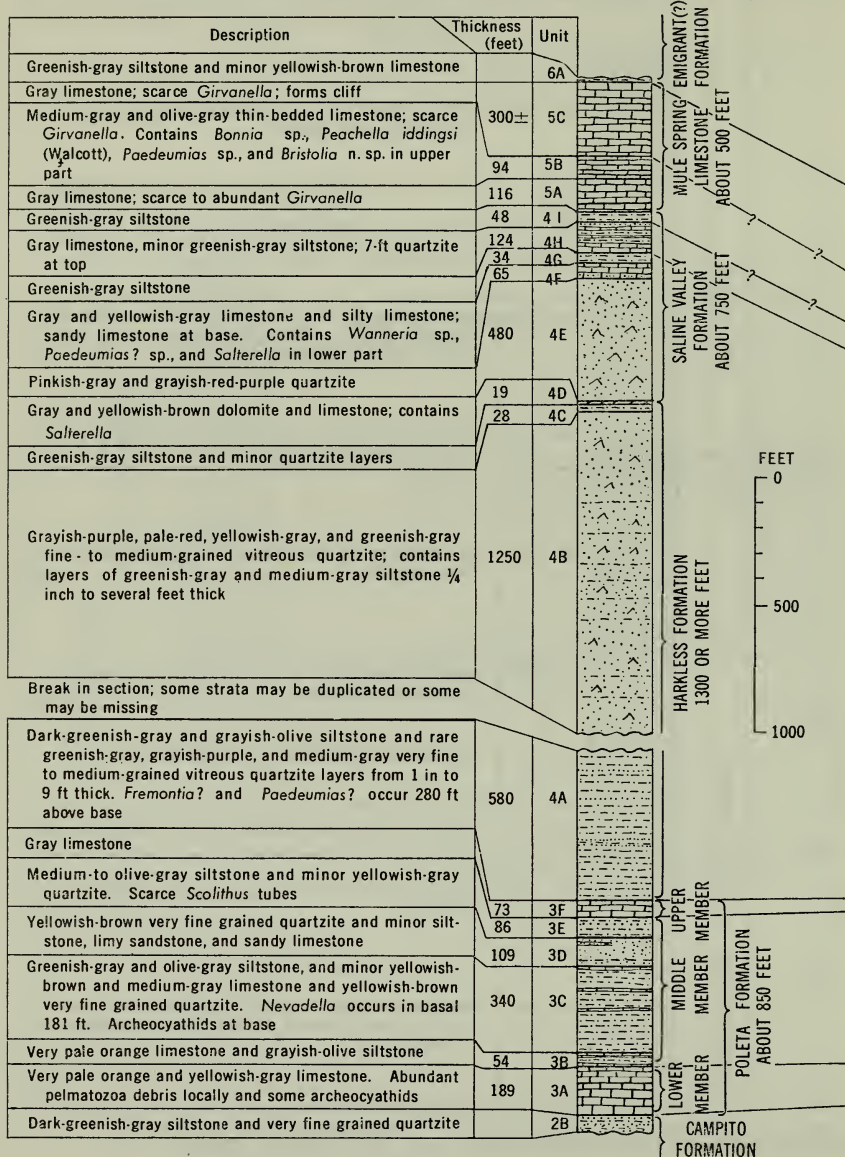 Description
Thickness
(feet)
Unit
Greenish-gray siltstone and minor yellowish-brown limestone
6A
Gray limestone; scarce Girvanella; forms cliff
300±
5C
Medium-gray and olive-gray thin-bedded limestone; scarce
Girvanella. Contains Bonnia sp., Peachella iddingsi
(Walcott), Paedeumias sp., and Bristolia n. sp. in upper
part
94
5B
Gray limestone; scarce to abundant Girvanella
116
5A
Greenish-gray siltstone
48
4I
Gray limestone, minor greenish-gray siltstone; 7-ft quartzite
at top
124
4H
Greenish-gray siltstone
34
4G
Gray and yellowish-gray limestone and silty limestone;
sandy limestone at base. Contains Wanneria sp.,
Paedeumias? sp., and Salterella in lower part
65
4F
Pinkish-gray and grayish-red-purple quartzite
480
4E
Gray and yellowish-brown dolomite and limestone; contains
Salterella
19
4D
Greenish-gray siltstone and minor quartzite layers
28
4C
Grayish-purple, pale-red, yellowish-gray, and greenish-gray
fine- to medium-grained vitreous quartzite; contains
layers of greenish-gray and medium-gray siltstone ¼
inch to several feet thick
1250
4B
Break in section; some strata may be duplicated or some
may be missing
Dark-greenish-gray and grayish-olive siltstone and rare
greenish-gray, grayish-purple, and medium-gray very fine
to medium-grained vitreous quartzite layers from 1 in to
9 ft thick. Fremontia? and Paedeumias? occur 280 ft
above base
580
4A
Gray limestone
73
3F
Medium-to olive-gray siltstone and minor yellowish-gray
quartzite. Scarce Scolithus tubes
86
3E
Yellowish-brown very fine grained quartzite and minor silt-
stone, limy sandstone, and sandy limestone
109
3D
Greenish-gray and olive-gray siltstone, and minor yellowish-
brown and medium-gray limestone and yellowish-brown
very fine grained quartzite. Nevadella occurs in basal
181 ft. Archeocyathids at base
340
3C
Very pale orange limestone and grayish-olive siltstone
54
3B
Very pale orange and yellowish-gray limestone. Abundant
pelmatozoa debris locally and some archeocyathids
189
3A
Dark-greenish-gray siltstone and very fine grained quartzite
2B
EMIGRANT(?)
FORMATION
MULE SPRING
LIMESTONE
ABOUT 500 FEET
SALINE VALLEY
FORMATION
ABOUT 750 FEET
HARKLESS FORMATION
1300 OR MORE FEET
UPPER
MEMBER
MIDDLE
MEMBER
LOWER
MEMBER
POLETA FORMATION
ABOUT 850 FEET
CAMPITO
FORMATION
?
?
?
?
FEET
0
500
1000